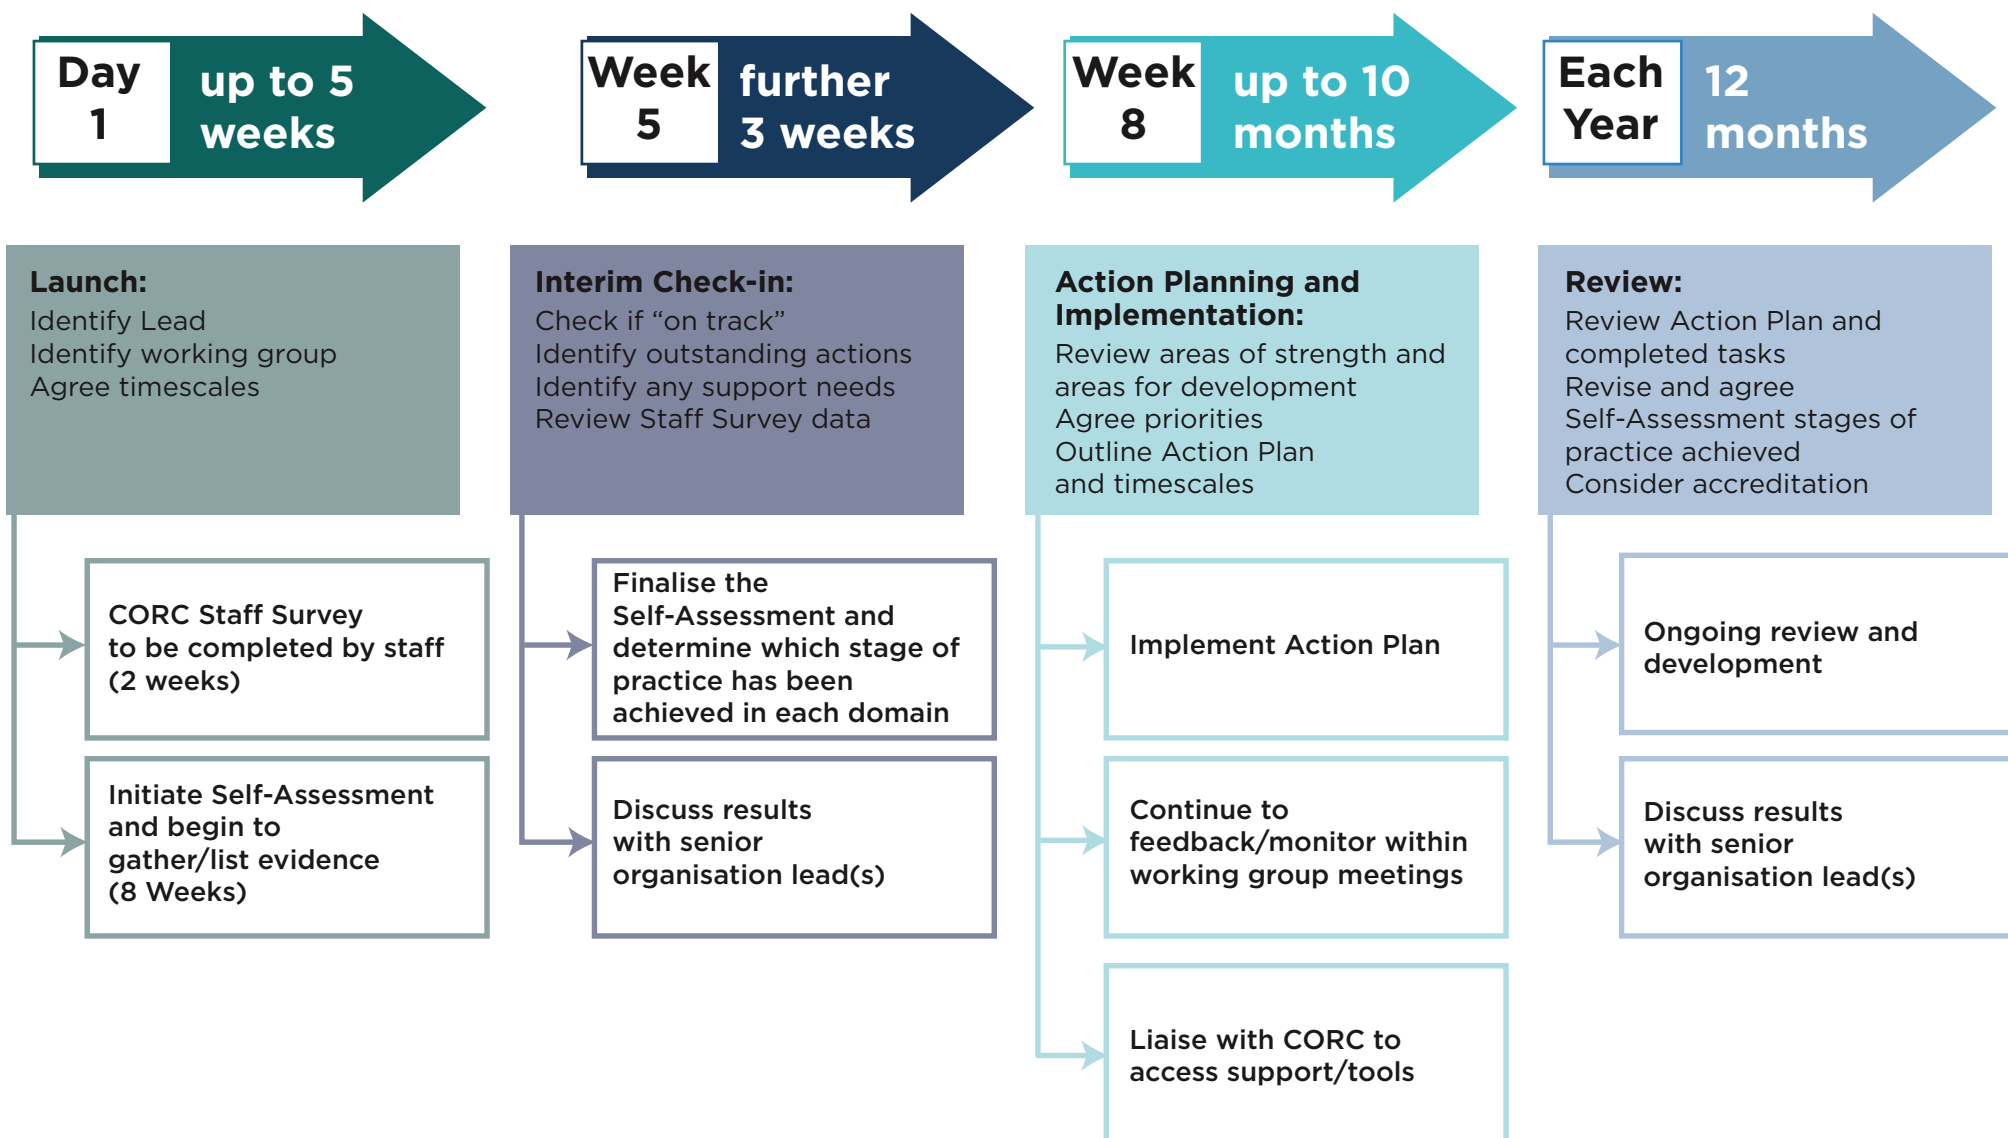 Day
1
up to 5
weeks
Week
5
further
3 weeks
Week
8
up to 10
months
Each
Year
12
months
Launch:
Identify Lead
Identify working group
Agree timescales
CORC Staff Survey
to be completed by staff
(2 weeks)
Initiate Self-Assessment
and begin to
gather/list evidence
(8 Weeks)
Interim Check-in:
Check if “on track”
Identify outstanding actions
Identify any support needs
Review Staff Survey data
Finalise the
Self-Assessment and
determine which stage of
practice has been
achieved in each domain
Discuss results
with senior
organisation lead(s)
Action Planning and
Implementation:
Review areas of strength and
areas for development
Agree priorities
Outline Action Plan
and timescales
Implement Action Plan
Continue to
feedback/monitor within
working group meetings
Liaise with CORC to
access support/tools
Review:
Review Action Plan and
completed tasks
Revise and agree
Self-Assessment stages of
practice achieved
Consider accreditation
Ongoing review and
development
Discuss results
with senior
organisation lead(s)